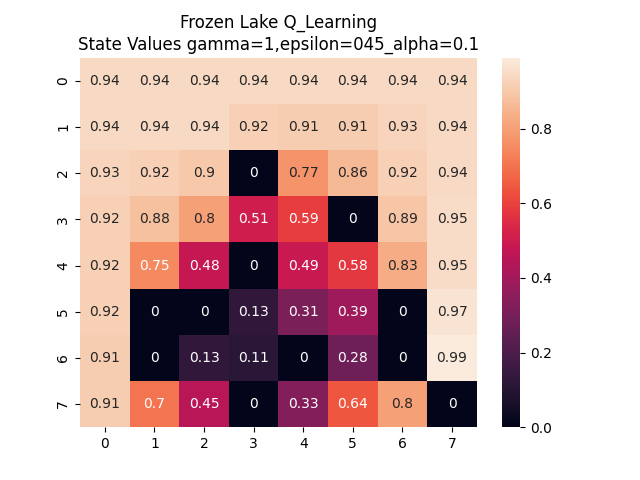 Frozen Lake Q_Learning
State Values gamma=1,epsilon=045_alpha=0.1
0 0.94 0.94 0.94 0.94 0.94 0.94 0.94 0.94
1 0.94 0.94 0.94 0.92 0.91 0.91 0.93 0.94
2 0.93 0.92 0.9 0 0.77 0.86 0.92 0.94
3 0.92 0.88 0.8 0.51 0.59 0 0.89 0.95
4 0.92 0.75 0.48 0 0.49 0.58 0.83 0.95
5 0.92 0 0 0.13 0.31 0.39 0 0.97
6 0.91 0 0.13 0.11 0 0.28 0 0.99
7 0.91 0.7 0.45 0 0.33 0.64 0.8 0
0 1 2 3 4 5 6 7
0.8
0.6
0.4
0.2
0.0